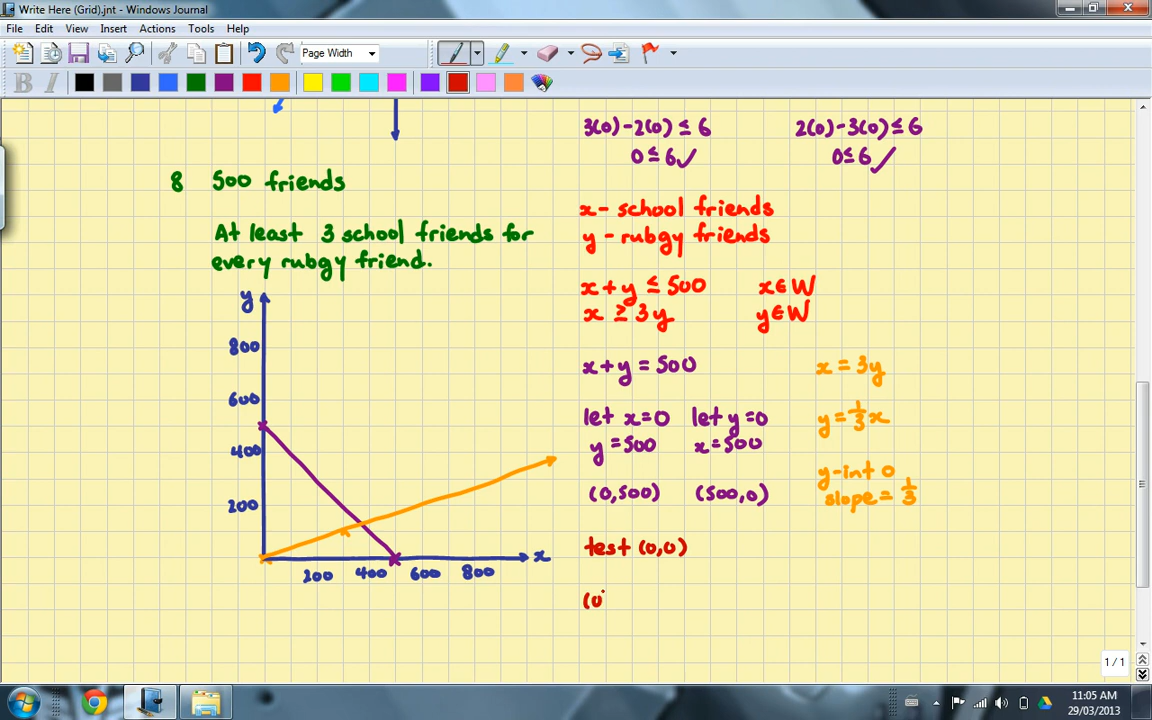 Write Here (Grid).jnt - Windows Journal
File Edit View Insert Actions Tools Help
Page Width
B I
3(0)-2(0) ≤ 6
0 ≤ 6 ✓
2(0)-3(0) ≤ 6
0≤6 ✓
8 500 friends
At least 3 school friends for
every rubgy friend.
x - school friends
y - rubgy friends
x + y ≤ 500 x∈W
x ≥ 3y y∈W
y
800
600
400
200
200 400 600 800 x
x + y = 500
let x=0 let y=0
y=500 x=500
(0,500) (500,0)
x = 3y
y = 1/3 x
y-int 0
slope = 1/3
test (0,0)
(0
1/1
11:05 AM
29/03/2013